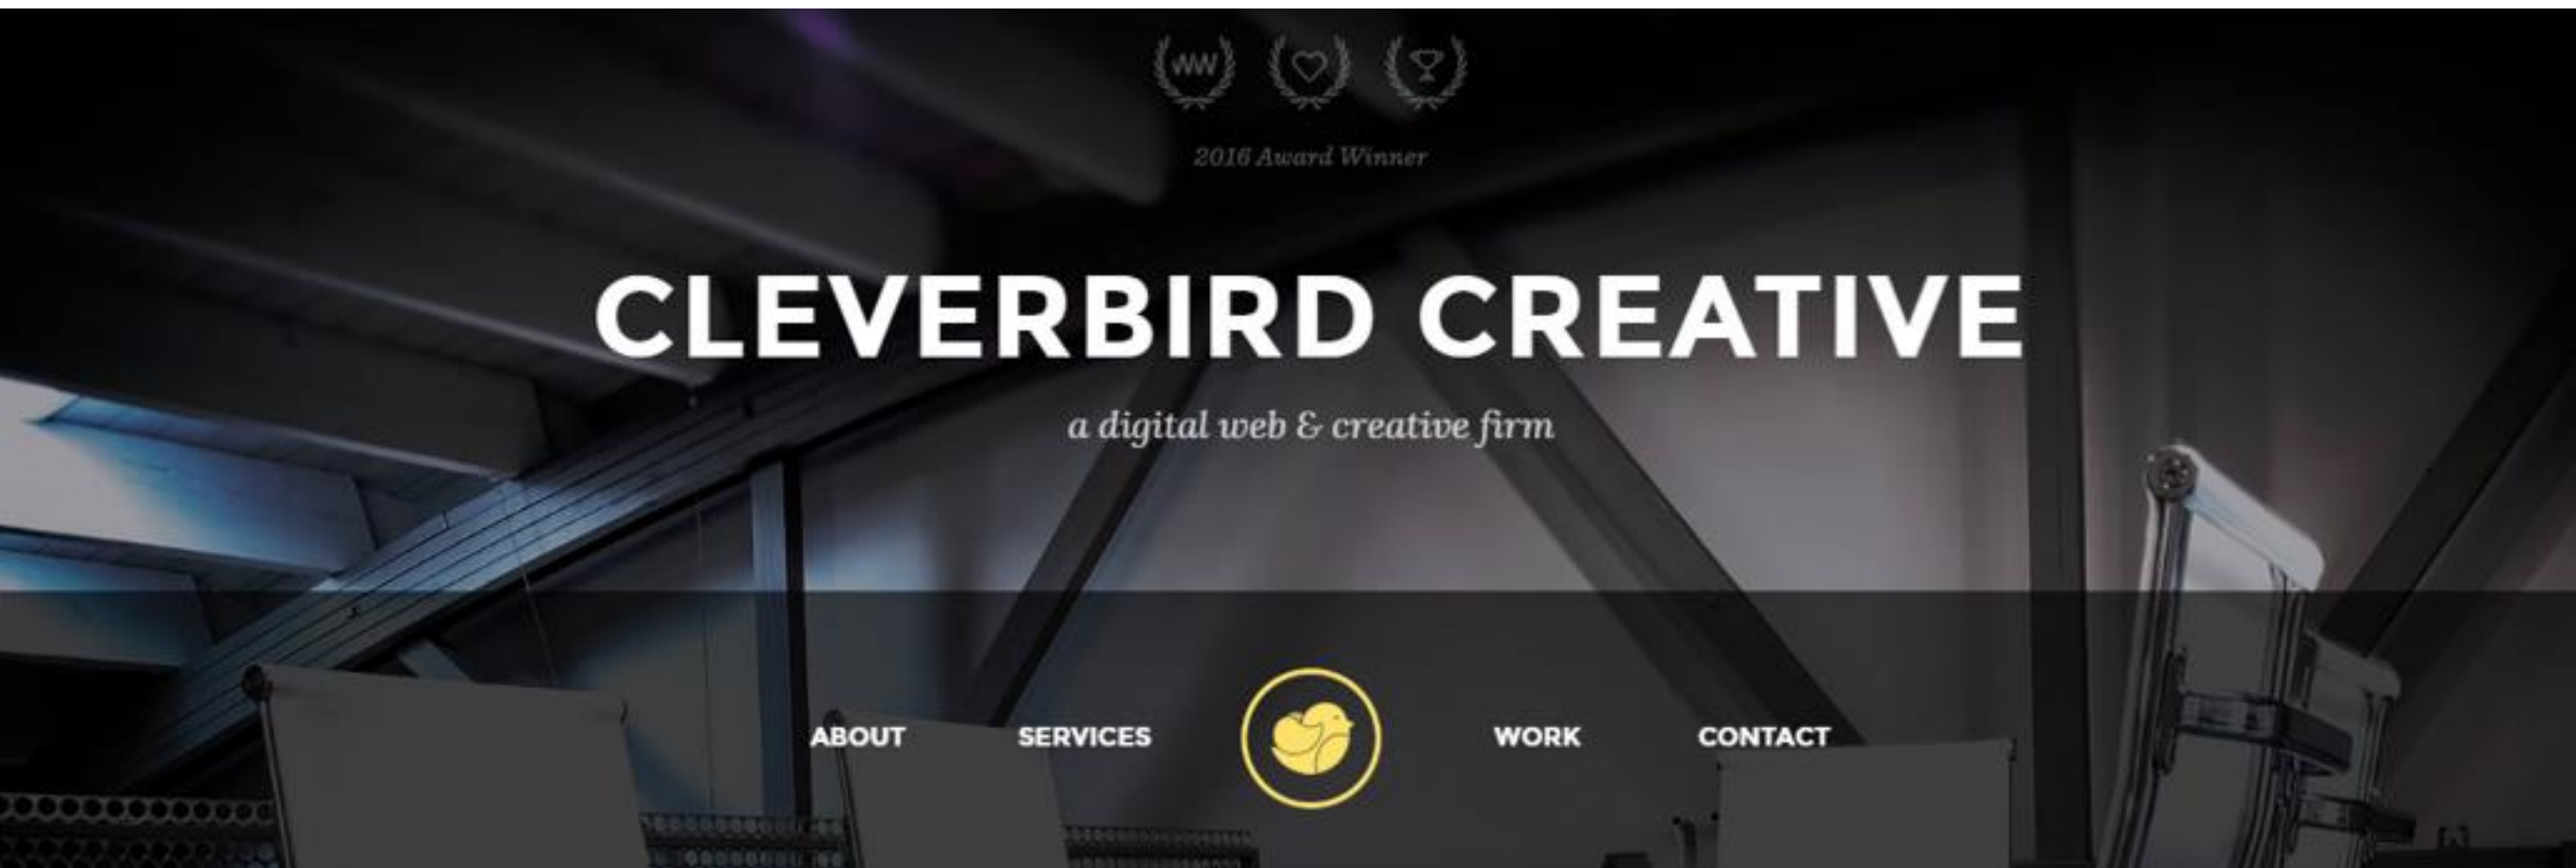 WW
2016 Award Winner
CLEVERBIRD CREATIVE
a digital web & creative firm
ABOUT SERVICES WORK CONTACT